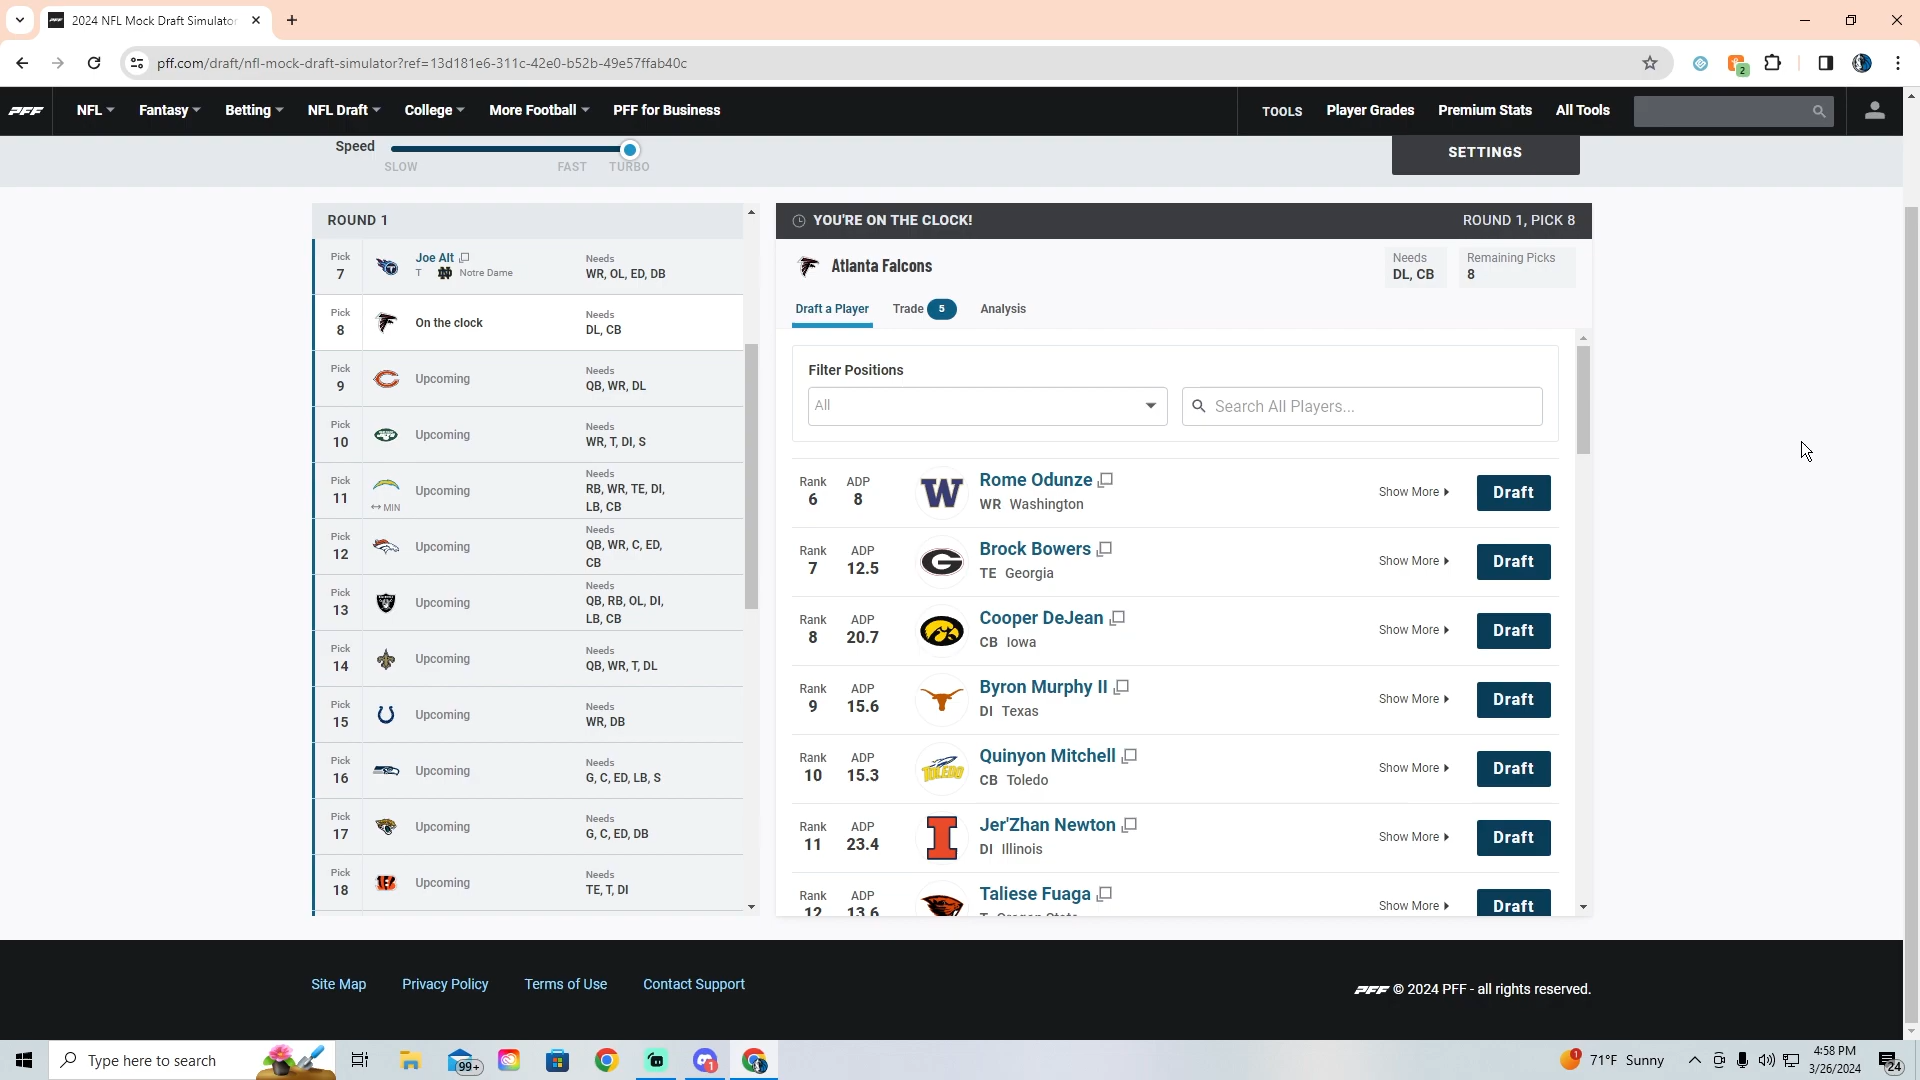 2024 NFL Mock Draft Simulator
pff.com/draft/nfl-mock-draft-simulator?ref=13d181e6-311c-42e0-b52b-49e57ffab40c
2
PFF NFL Fantasy Betting NFL Draft College More Football PFF for Business TOOLS Player Grades Premium Stats All Tools
Speed
SLOW FAST TURBO
SETTINGS
ROUND 1
Pick 7 Joe Alt Needs
T Notre Dame WR, OL, ED, DB
Pick 8 On the clock Needs
DL, CB
Pick 9 Upcoming Needs
QB, WR, DL
Pick 10 Upcoming Needs
WR, T, DI, S
Pick 11 Upcoming Needs
↔ MIN RB, WR, TE, DI,
LB, CB
Pick 12 Upcoming Needs
QB, WR, C, ED,
CB
Pick 13 Upcoming Needs
QB, RB, OL, DI,
LB, CB
Pick 14 Upcoming Needs
QB, WR, T, DL
Pick 15 Upcoming Needs
WR, DB
Pick 16 Upcoming Needs
G, C, ED, LB, S
Pick 17 Upcoming Needs
G, C, ED, DB
Pick 18 Upcoming Needs
TE, T, DI
YOU'RE ON THE CLOCK! ROUND 1, PICK 8
Atlanta Falcons
Needs
DL, CB
Remaining Picks
8
Draft a Player Trade 5 Analysis
Filter Positions
All
Search All Players...
Rank 6 ADP 8 W Rome Odunze
WR Washington
Show More Draft
Rank 7 ADP 12.5 G Brock Bowers
TE Georgia
Show More Draft
Rank 8 ADP 20.7 Cooper DeJean
CB Iowa
Show More Draft
Rank 9 ADP 15.6 Byron Murphy II
DI Texas
Show More Draft
Rank 10 ADP 15.3 TOLEDO Quinyon Mitchell
CB Toledo
Show More Draft
Rank 11 ADP 23.4 I Jer'Zhan Newton
DI Illinois
Show More Draft
Rank 12 ADP 13.6 Taliese Fuaga
T Oregon State
Show More Draft
Site Map Privacy Policy Terms of Use Contact Support
PFF © 2024 PFF - all rights reserved.
Type here to search
99+
1
1
71°F Sunny
4:58 PM
3/26/2024
24